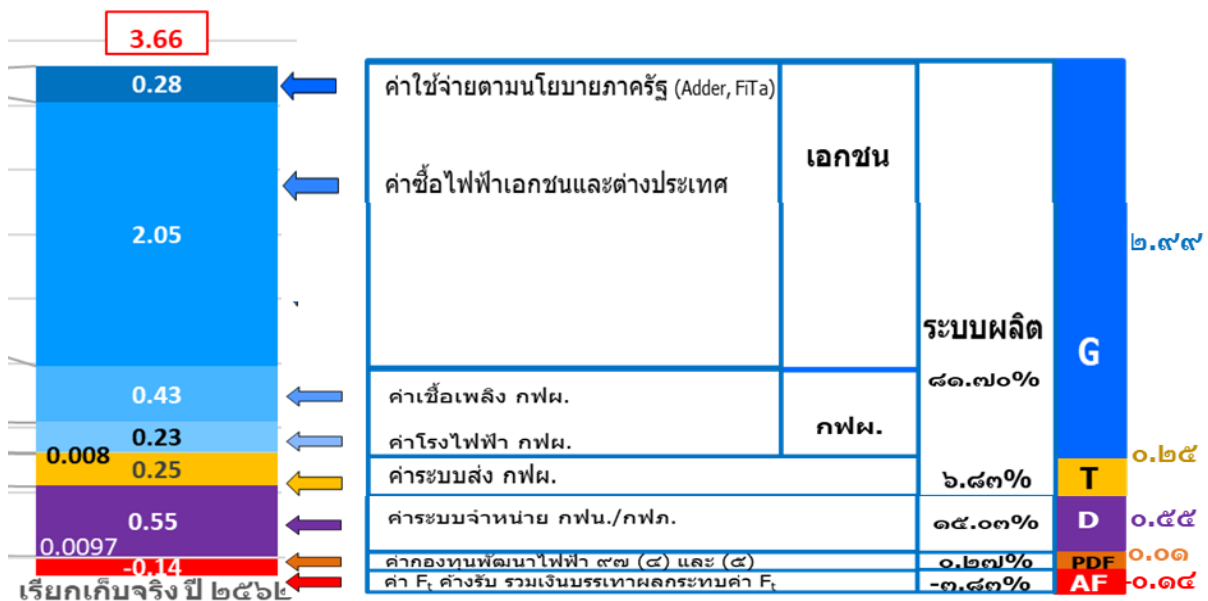 3.66
0.28
2.05
0.43
0.23
0.008
0.25
0.55
0.0097
-0.14
เรียกเก็บจริง ปี ๒๕๖๒
ค่าใช้จ่ายตามนโยบายภาครัฐ (Adder, FiTa)
ค่าซื้อไฟฟ้าเอกชนและต่างประเทศ
เอกชน
ค่าเชื้อเพลิง กฟผ.
ค่าโรงไฟฟ้า กฟผ.
กฟผ.
ระบบผลิต
๘๑.๗๐%
G
๒.๙๙
ค่าระบบส่ง กฟผ.
๖.๘๓%
T
๐.๒๕
ค่าระบบจำหน่าย กฟน./กฟภ.
๑๕.๐๓%
D
๐.๕๕
ค่ากองทุนพัฒนาไฟฟ้า ๙๗ (๔) และ (๕)
๐.๒๗%
PDF
๐.๐๑
ค่า Ft ค้างรับ รวมเงินบรรเทาผลกระทบค่า Ft
-๓.๘๓%
AF
-๐.๑๔